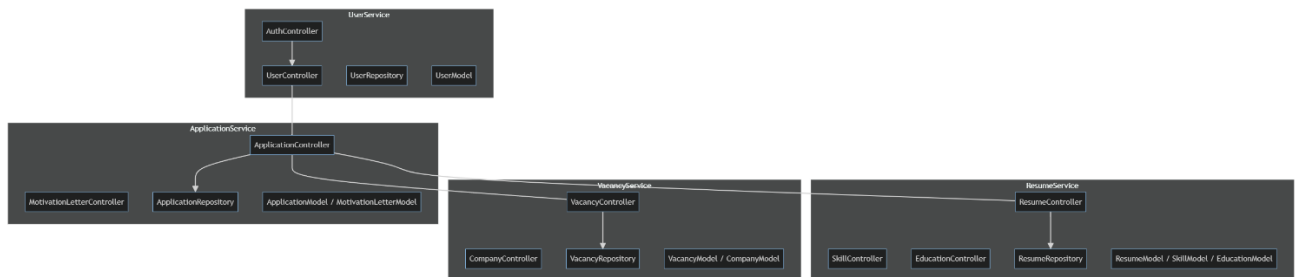 UserService
AuthController
UserController
UserRepository
UserModel
ApplicationService
ApplicationController
MotivationLetterController
ApplicationRepository
ApplicationModel / MotivationLetterModel
VacancyService
VacancyController
CompanyController
VacancyRepository
VacancyModel / CompanyModel
ResumeService
ResumeController
SkillController
EducationController
ResumeRepository
ResumeModel / SkillModel / EducationModel